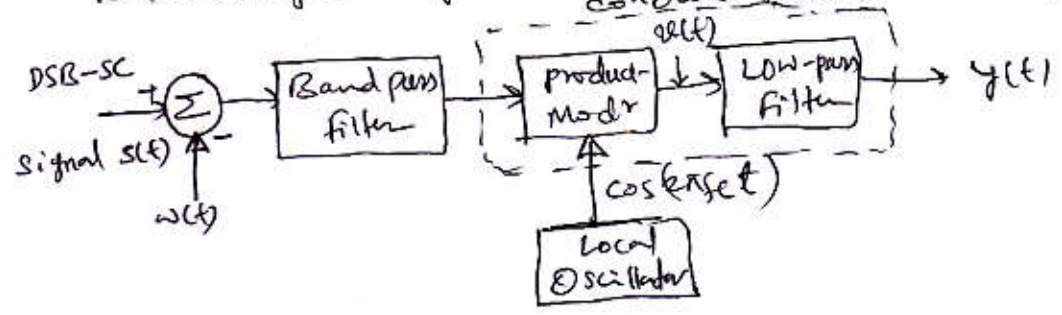 DSB-SC
+
Σ
-
signal s(t)
w(t)
Band pass
filter
product-
Modr
v(t)
Low-pass
filter
y(t)
cos(2πfct)
Local
Oscillator